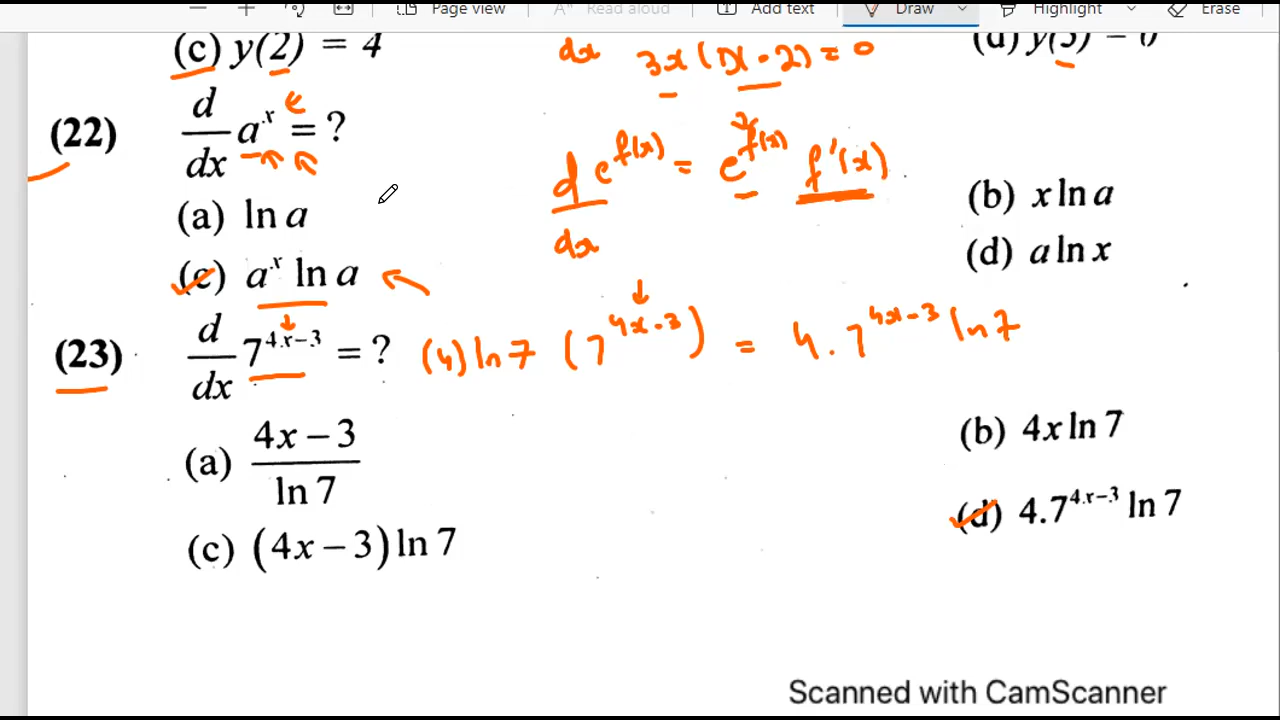 Page view Read aloud Add text Draw Highlight Erase
(c) y(2) = 4 dx 3x(x-2)=0 (d) y(3) = 0
(22) d/dx a^x = ? d/dx e^f(x) = e^f(x) f'(x)
(a) ln a (b) x ln a
(c) a^x ln a (d) a ln x
(23) d/dx 7^4x−3 = ? (4) ln 7 (7^4x-3) = 4.7^4x-3 ln 7
(a) 4x − 3 / ln 7 (b) 4x ln 7
(c) (4x − 3) ln 7 (d) 4.7^4x−3 ln 7
Scanned with CamScanner